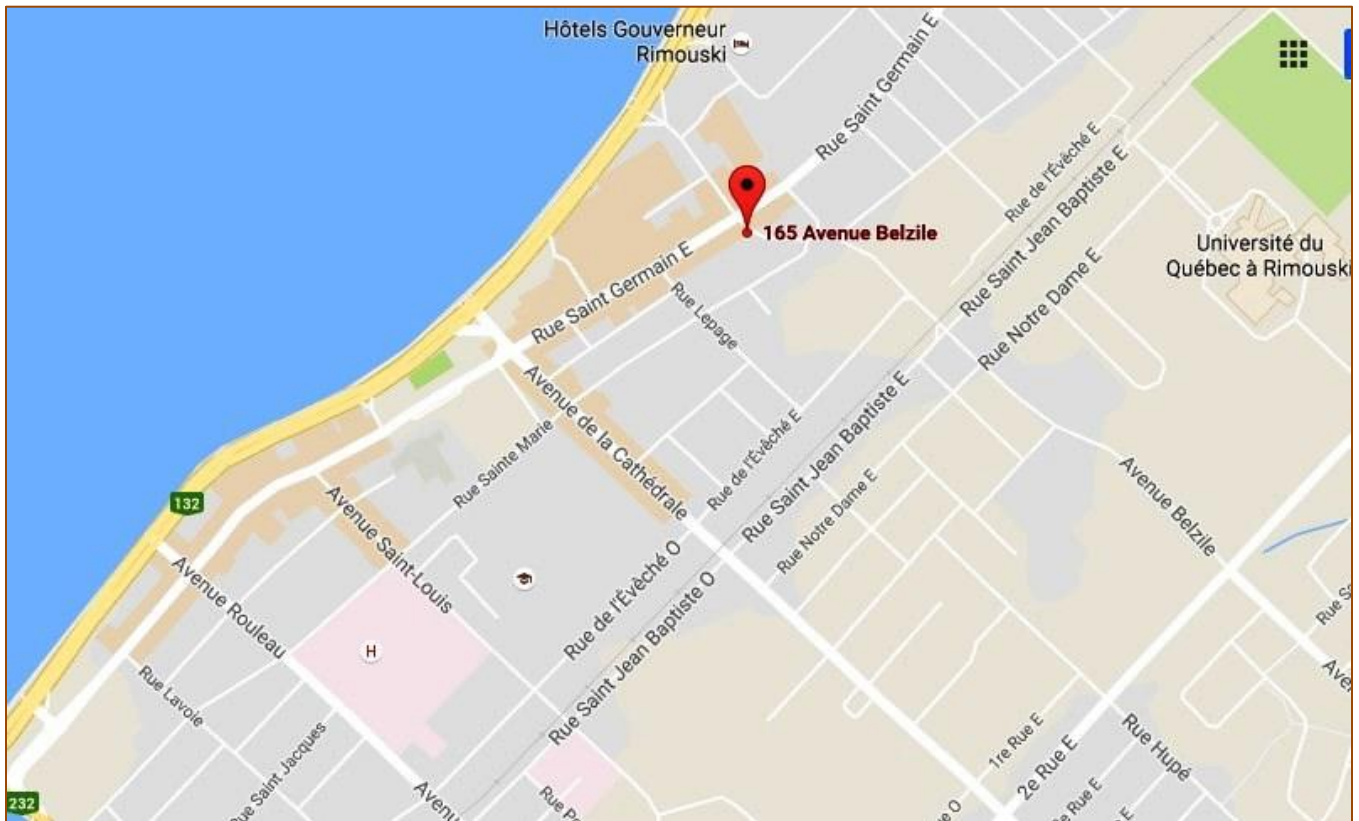 Hôtels Gouverneur
Rimouski
Rue Saint Germain E
165 Avenue Belzile
Rue de l'Évêché E
Rue Saint Jean Baptiste E
Université du
Québec à Rimouski
Rue Saint Germain E
Rue Lepage
Rue Notre Dame E
Avenue de la Cathédrale
Rue Saint Jean Baptiste E
Rue de l'Évêché E
Rue Sainte Marie
Avenue Belzile
132
Avenue Saint-Louis
Rue Notre Dame E
Rue de l'Évêché O
Avenue Rouleau
Rue Saint Jean Baptiste O
H
Rue Lavoie
Rue Saint Jacques
1re Rue E
2e Rue E
Rue Hupé
232